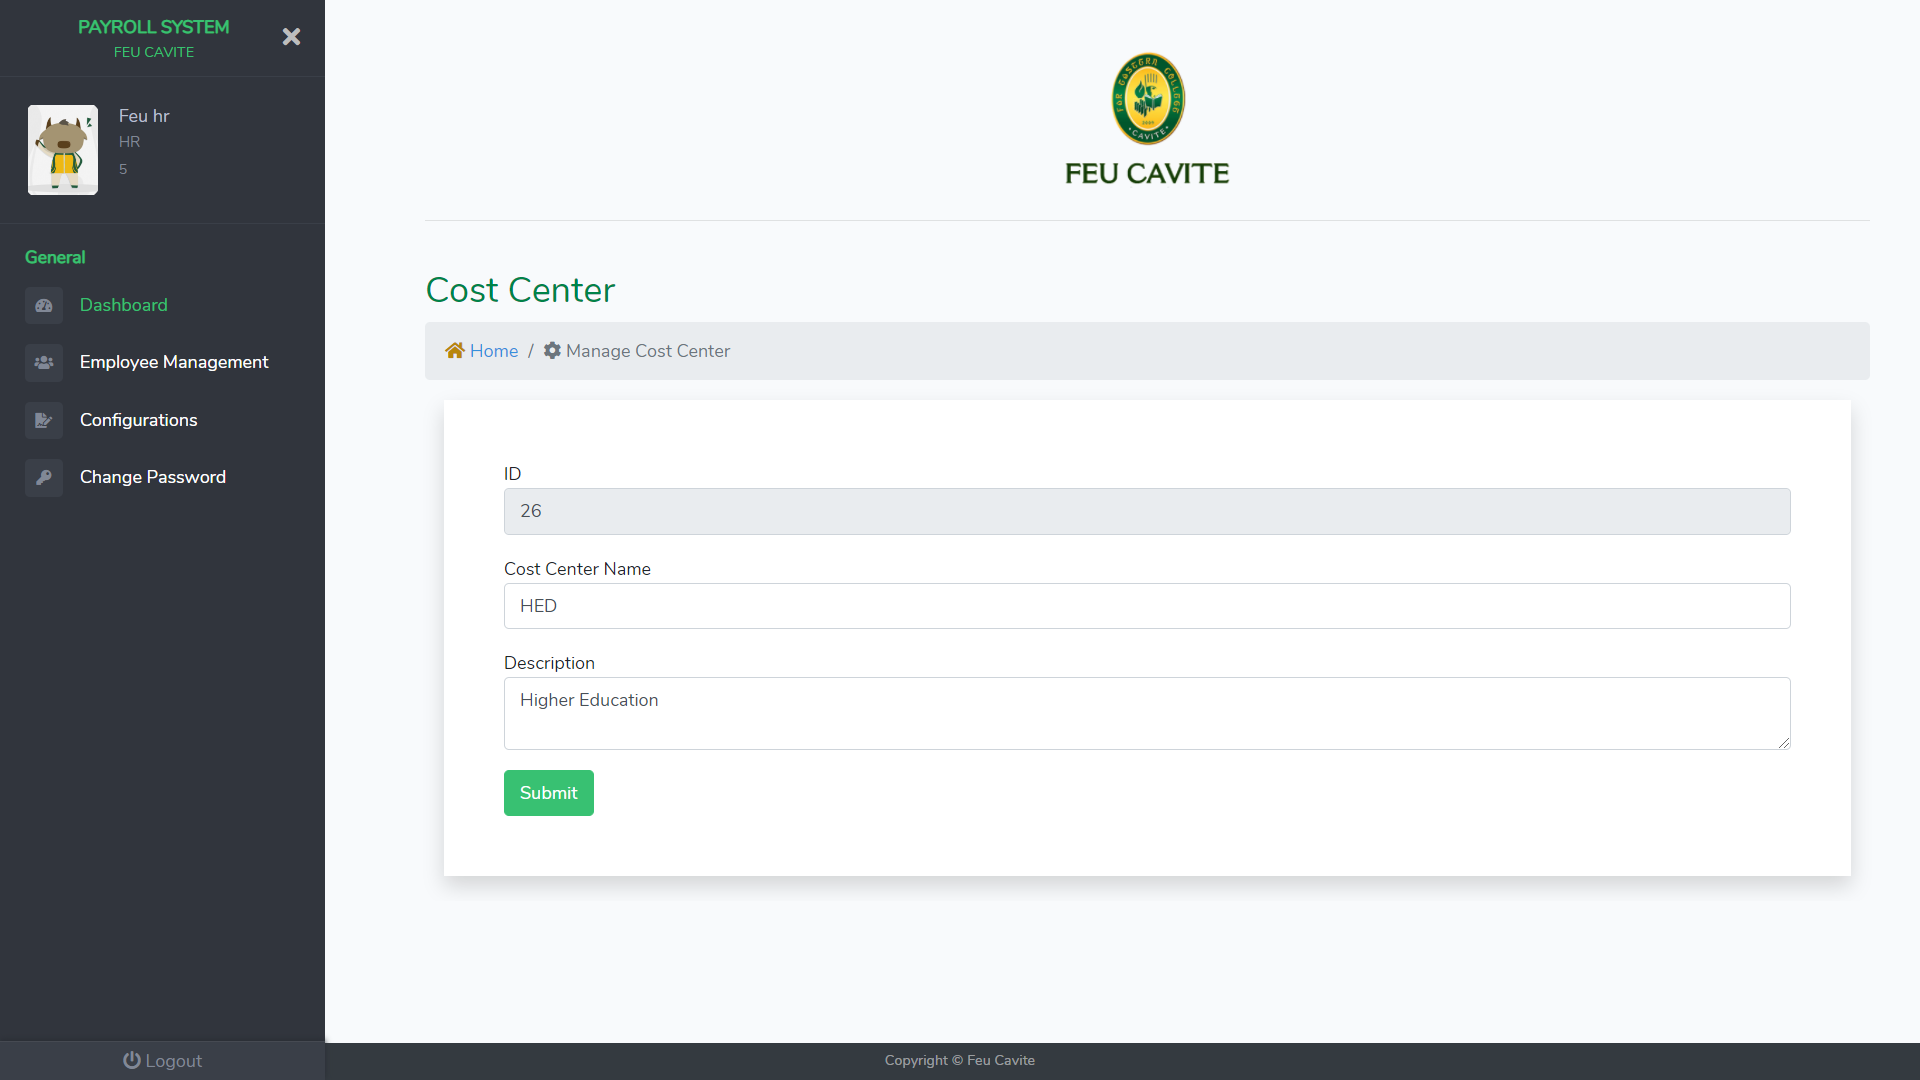 PAYROLL SYSTEM
FEU CAVITE
Feu hr
HR
5
General
Dashboard
Employee Management
Configurations
Change Password
Logout
CAVITE
FEU CAVITE
Cost Center
Home / Manage Cost Center
ID
26
Cost Center Name
HED
Description
Higher Education
Submit
Copyright © Feu Cavite